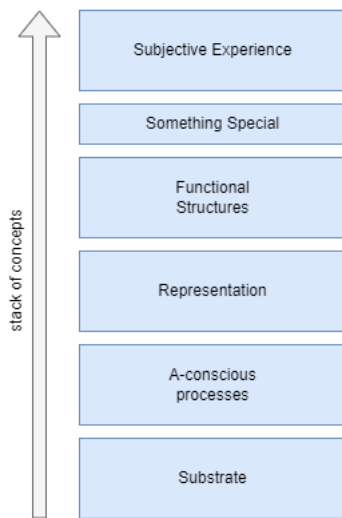 Subjective Experience
Something Special
Functional
Structures
Representation
A-conscious
processes
Substrate
stack of concepts